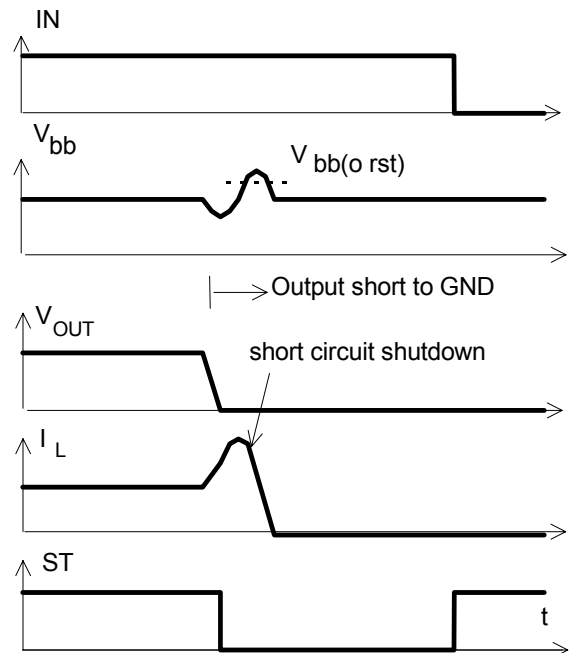 IN
V bb
V bb(o rst)
Output short to GND
V OUT
short circuit shutdown
I L
ST
t